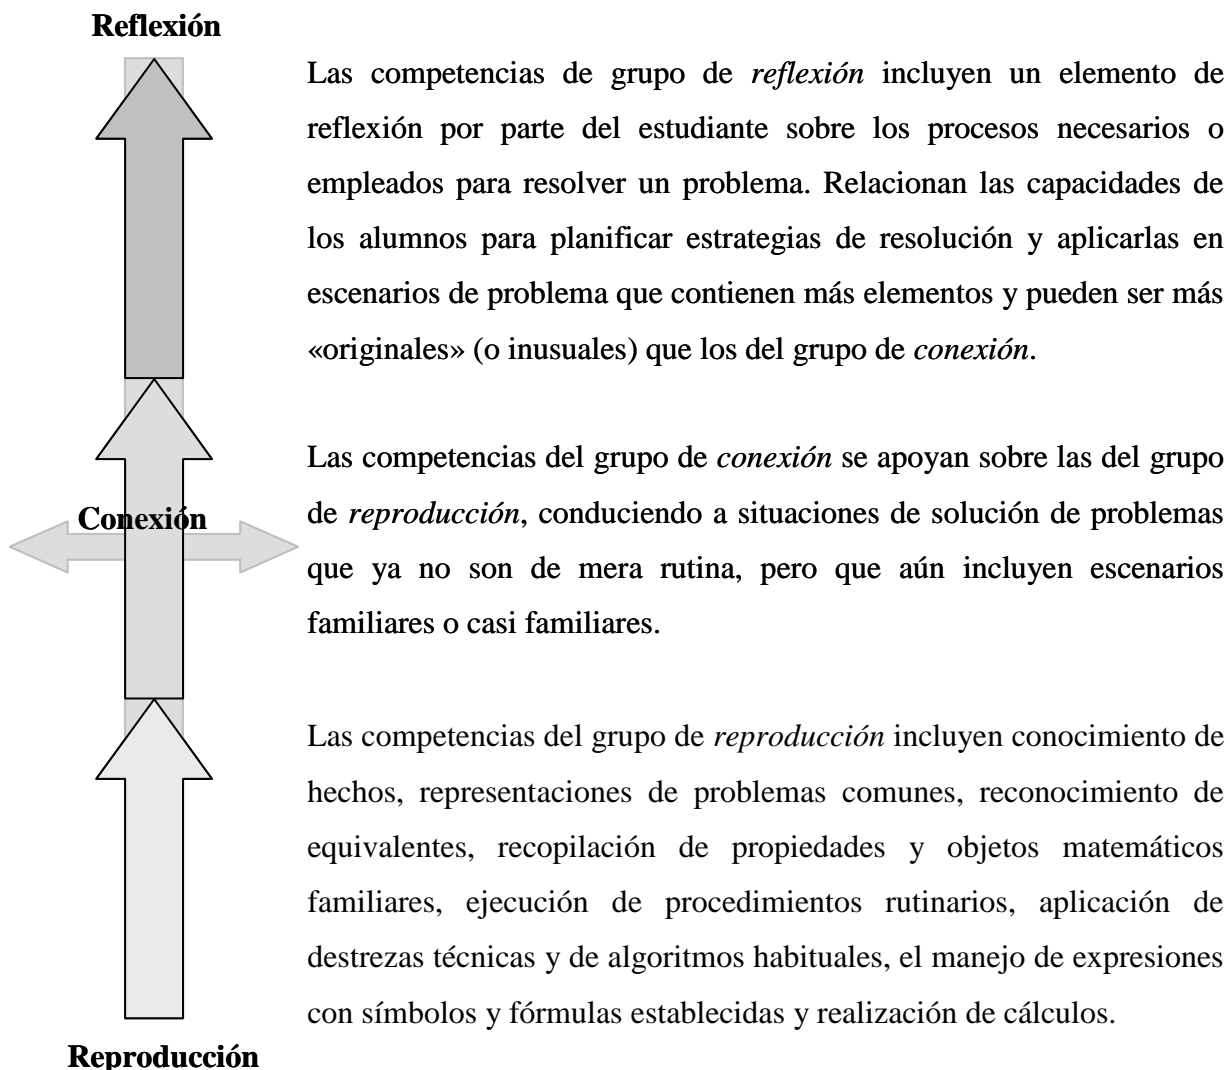 Reflexión
Las competencias de grupo de reflexión incluyen un elemento de
reflexión por parte del estudiante sobre los procesos necesarios o
empleados para resolver un problema. Relacionan las capacidades de
los alumnos para planificar estrategias de resolución y aplicarlas en
escenarios de problema que contienen más elementos y pueden ser más
«originales» (o inusuales) que los del grupo de conexión.
Las competencias del grupo de conexión se apoyan sobre las del grupo
de reproducción, conduciendo a situaciones de solución de problemas
que ya no son de mera rutina, pero que aún incluyen escenarios
familiares o casi familiares.
Conexión
Las competencias del grupo de reproducción incluyen conocimiento de
hechos, representaciones de problemas comunes, reconocimiento de
equivalentes, recopilación de propiedades y objetos matemáticos
familiares, ejecución de procedimientos rutinarios, aplicación de
destrezas técnicas y de algoritmos habituales, el manejo de expresiones
con símbolos y fórmulas establecidas y realización de cálculos.
Reproducción